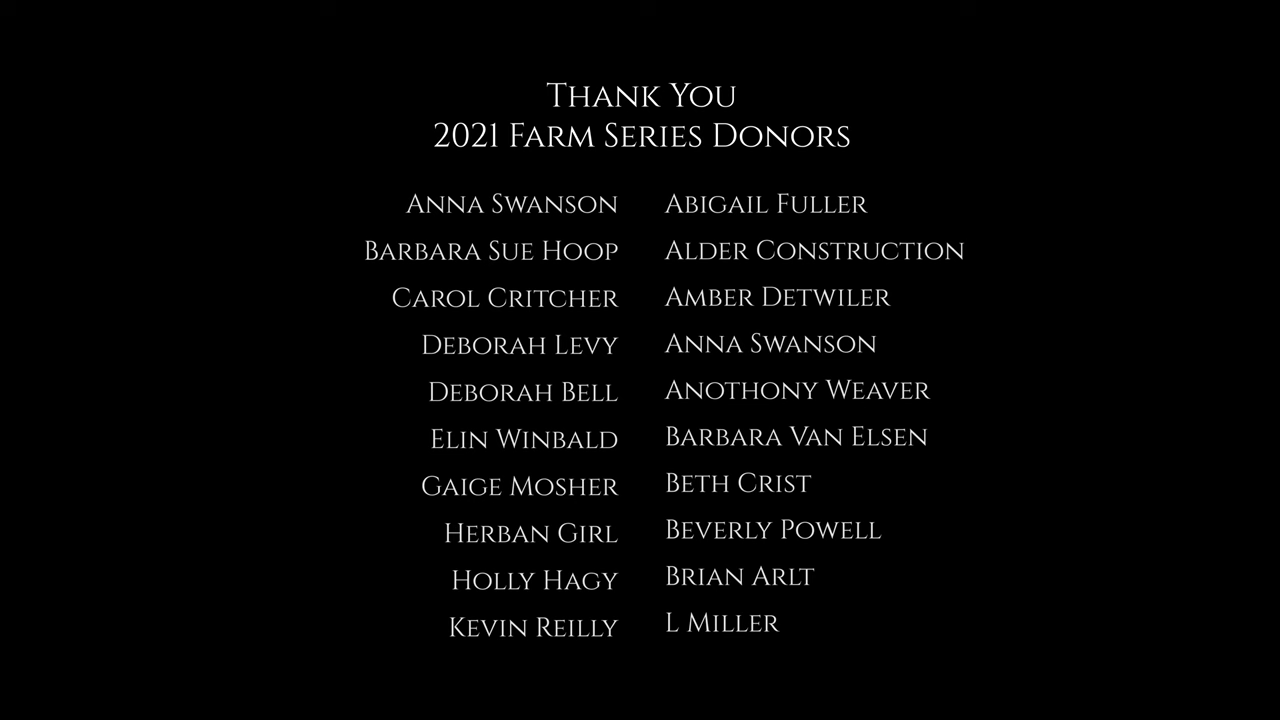 Thank You
2021 Farm Series Donors
Anna Swanson
Barbara Sue Hoop
Carol Critcher
Deborah Levy
Deborah Bell
Elin Winbald
Gaige Mosher
Herban Girl
Holly Hagy
Kevin Reilly
Abigail Fuller
Alder Construction
Amber Detwiler
Anna Swanson
Anothony Weaver
Barbara Van Elsen
Beth Crist
Beverly Powell
Brian Arlt
L Miller